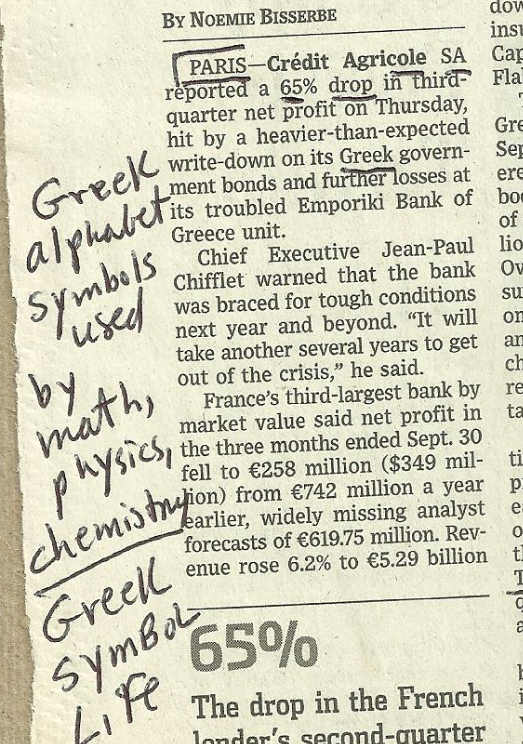 BY NOEMIE BISSERBE
PARIS—Crédit Agricole SA
reported a 65% drop in third-
quarter net profit on Thursday,
hit by a heavier-than-expected
write-down on its Greek govern-
ment bonds and further losses at
its troubled Emporiki Bank of
Greece unit.
Chief Executive Jean-Paul
Chifflet warned that the bank
was braced for tough conditions
next year and beyond. “It will
take another several years to get
out of the crisis,” he said.
France’s third-largest bank by
market value said net profit in
the three months ended Sept. 30
fell to €258 million ($349 mil-
lion) from €742 million a year
earlier, widely missing analyst
forecasts of €619.75 million. Rev-
enue rose 6.2% to €5.29 billion
65%
The drop in the French
lender’s second-quarter
Greek
alphabet
symbols
used
by
math,
physics,
chemistry
Greek
SYMBOL
LiFe